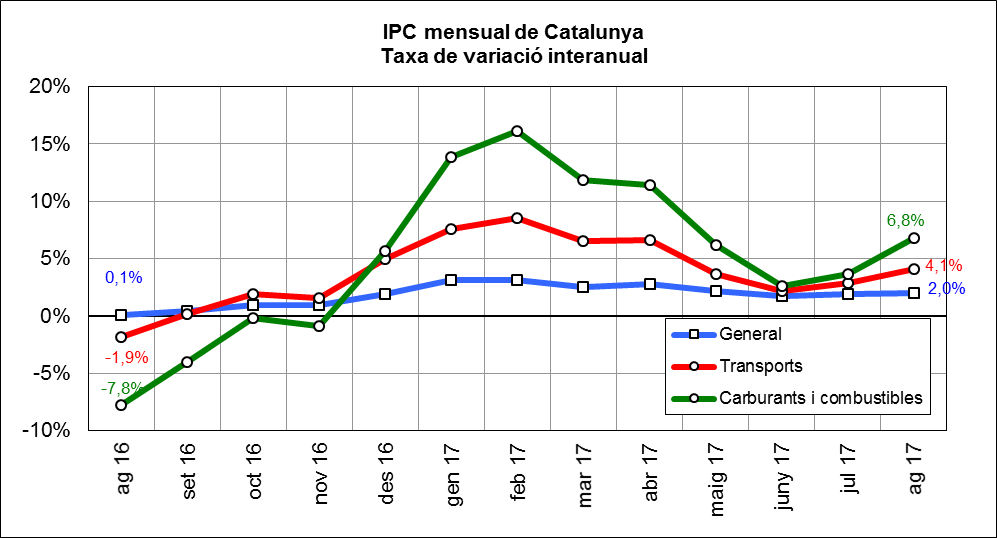 IPC mensual de Catalunya
Taxa de variació interanual
20%
15%
10%
5%
0%
-5%
-10%
0,1%
-1,9%
-7,8%
6,8%
4,1%
2,0%
General
Transports
Carburants i combustibles
ag 16
set 16
oct 16
nov 16
des 16
gen 17
feb 17
mar 17
abr 17
maig 17
juny 17
jul 17
ag 17